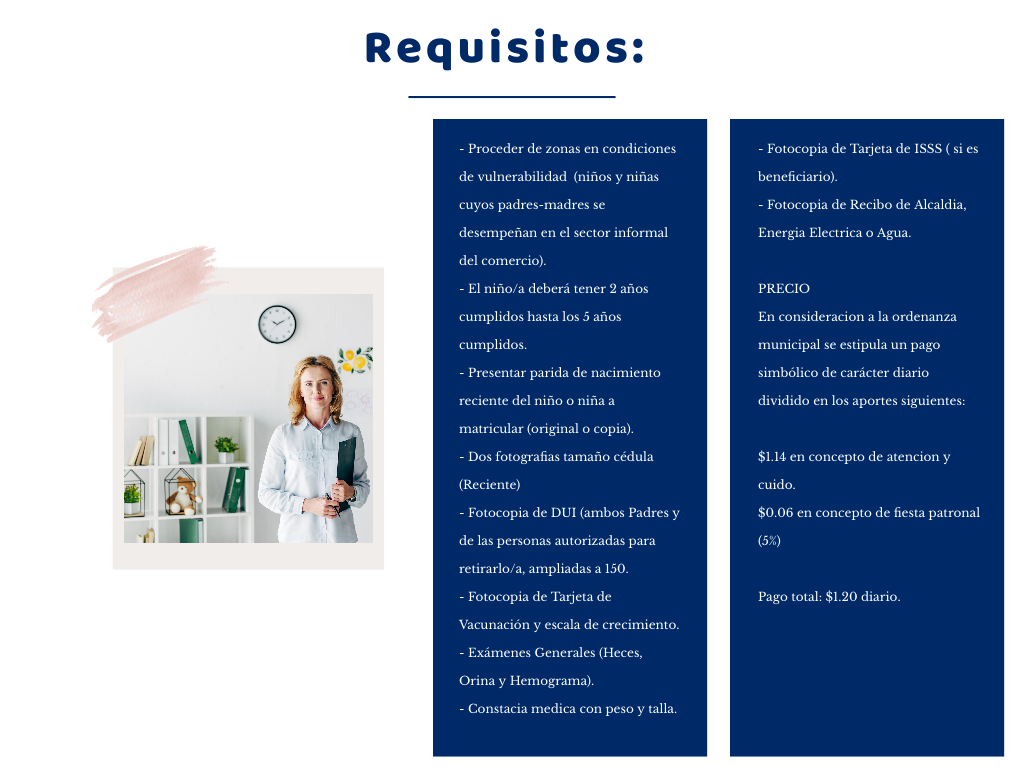 Requisitos:
- Proceder de zonas en condiciones
de vulnerabilidad  (niños y niñas
cuyos padres-madres se
desempeñan en el sector informal
del comercio).
- El niño/a deberá tener 2 años
cumplidos hasta los 5 años
cumplidos.
- Presentar parida de nacimiento
reciente del niño o niña a
matricular (original o copia).
- Dos fotografias tamaño cédula
(Reciente)
- Fotocopia de DUI (ambos Padres y
de las personas autorizadas para
retirarlo/a, ampliadas a 150.
- Fotocopia de Tarjeta de
Vacunación y escala de crecimiento.
- Exámenes Generales (Heces,
Orina y Hemograma).
- Constacia medica con peso y talla.
- Fotocopia de Tarjeta de ISSS ( si es
beneficiario).
- Fotocopia de Recibo de Alcaldia,
Energia Electrica o Agua.
PRECIO
En consideracion a la ordenanza
municipal se estipula un pago
simbólico de carácter diario
dividido en los aportes siguientes:
$1.14 en concepto de atencion y
cuido.
$0.06 en concepto de fiesta patronal
(5%)
Pago total: $1.20 diario.